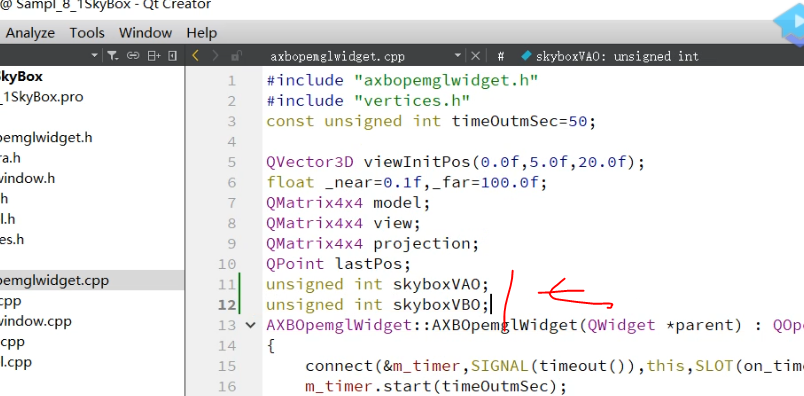 @ Sampl_8_1SkyBox - Qt Creator
Analyze Tools Window Help
axbopemglwidget.cpp # skyboxVAO: unsigned int
SkyBox
_1SkyBox.pro
pemglwidget.h
ra.h
window.h
h
l.h
es.h
pemglwidget.cpp
cpp
window.cpp
.cpp
l.cpp
1 #include "axbopemglwidget.h"
2 #include "vertices.h"
3 const unsigned int timeOutmSec=50;
4
5 QVector3D viewInitPos(0.0f,5.0f,20.0f);
6 float _near=0.1f,_far=100.0f;
7 QMatrix4x4 model;
8 QMatrix4x4 view;
9 QMatrix4x4 projection;
10 QPoint lastPos;
11 unsigned int skyboxVAO;
12 unsigned int skyboxVBO;
13 AXBOpemglWidget::AXBOpemglWidget(QWidget *parent) : QOp
14 {
15 connect(&m_timer,SIGNAL(timeout()),this,SLOT(on_time
16 m_timer.start(timeOutmSec);